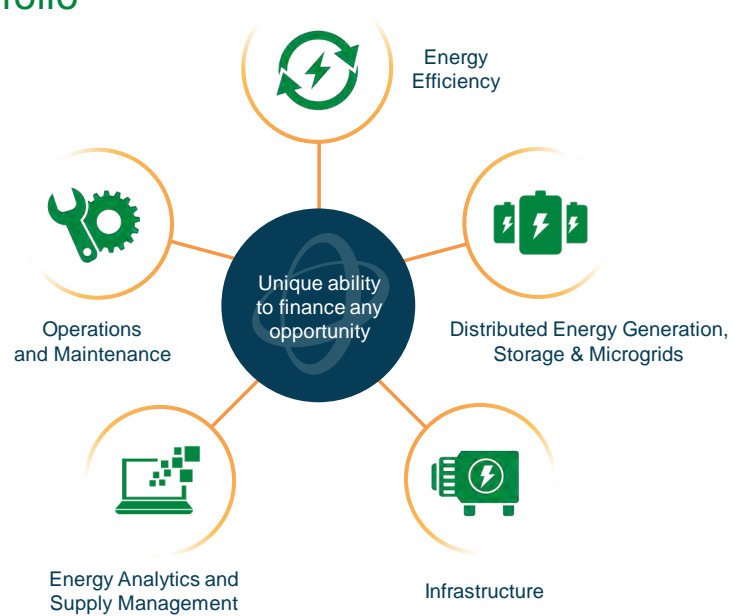 Energy
Efficiency
Unique ability
to finance any
opportunity
Operations
and Maintenance
Distributed Energy Generation,
Storage & Microgrids
Energy Analytics and
Supply Management
Infrastructure